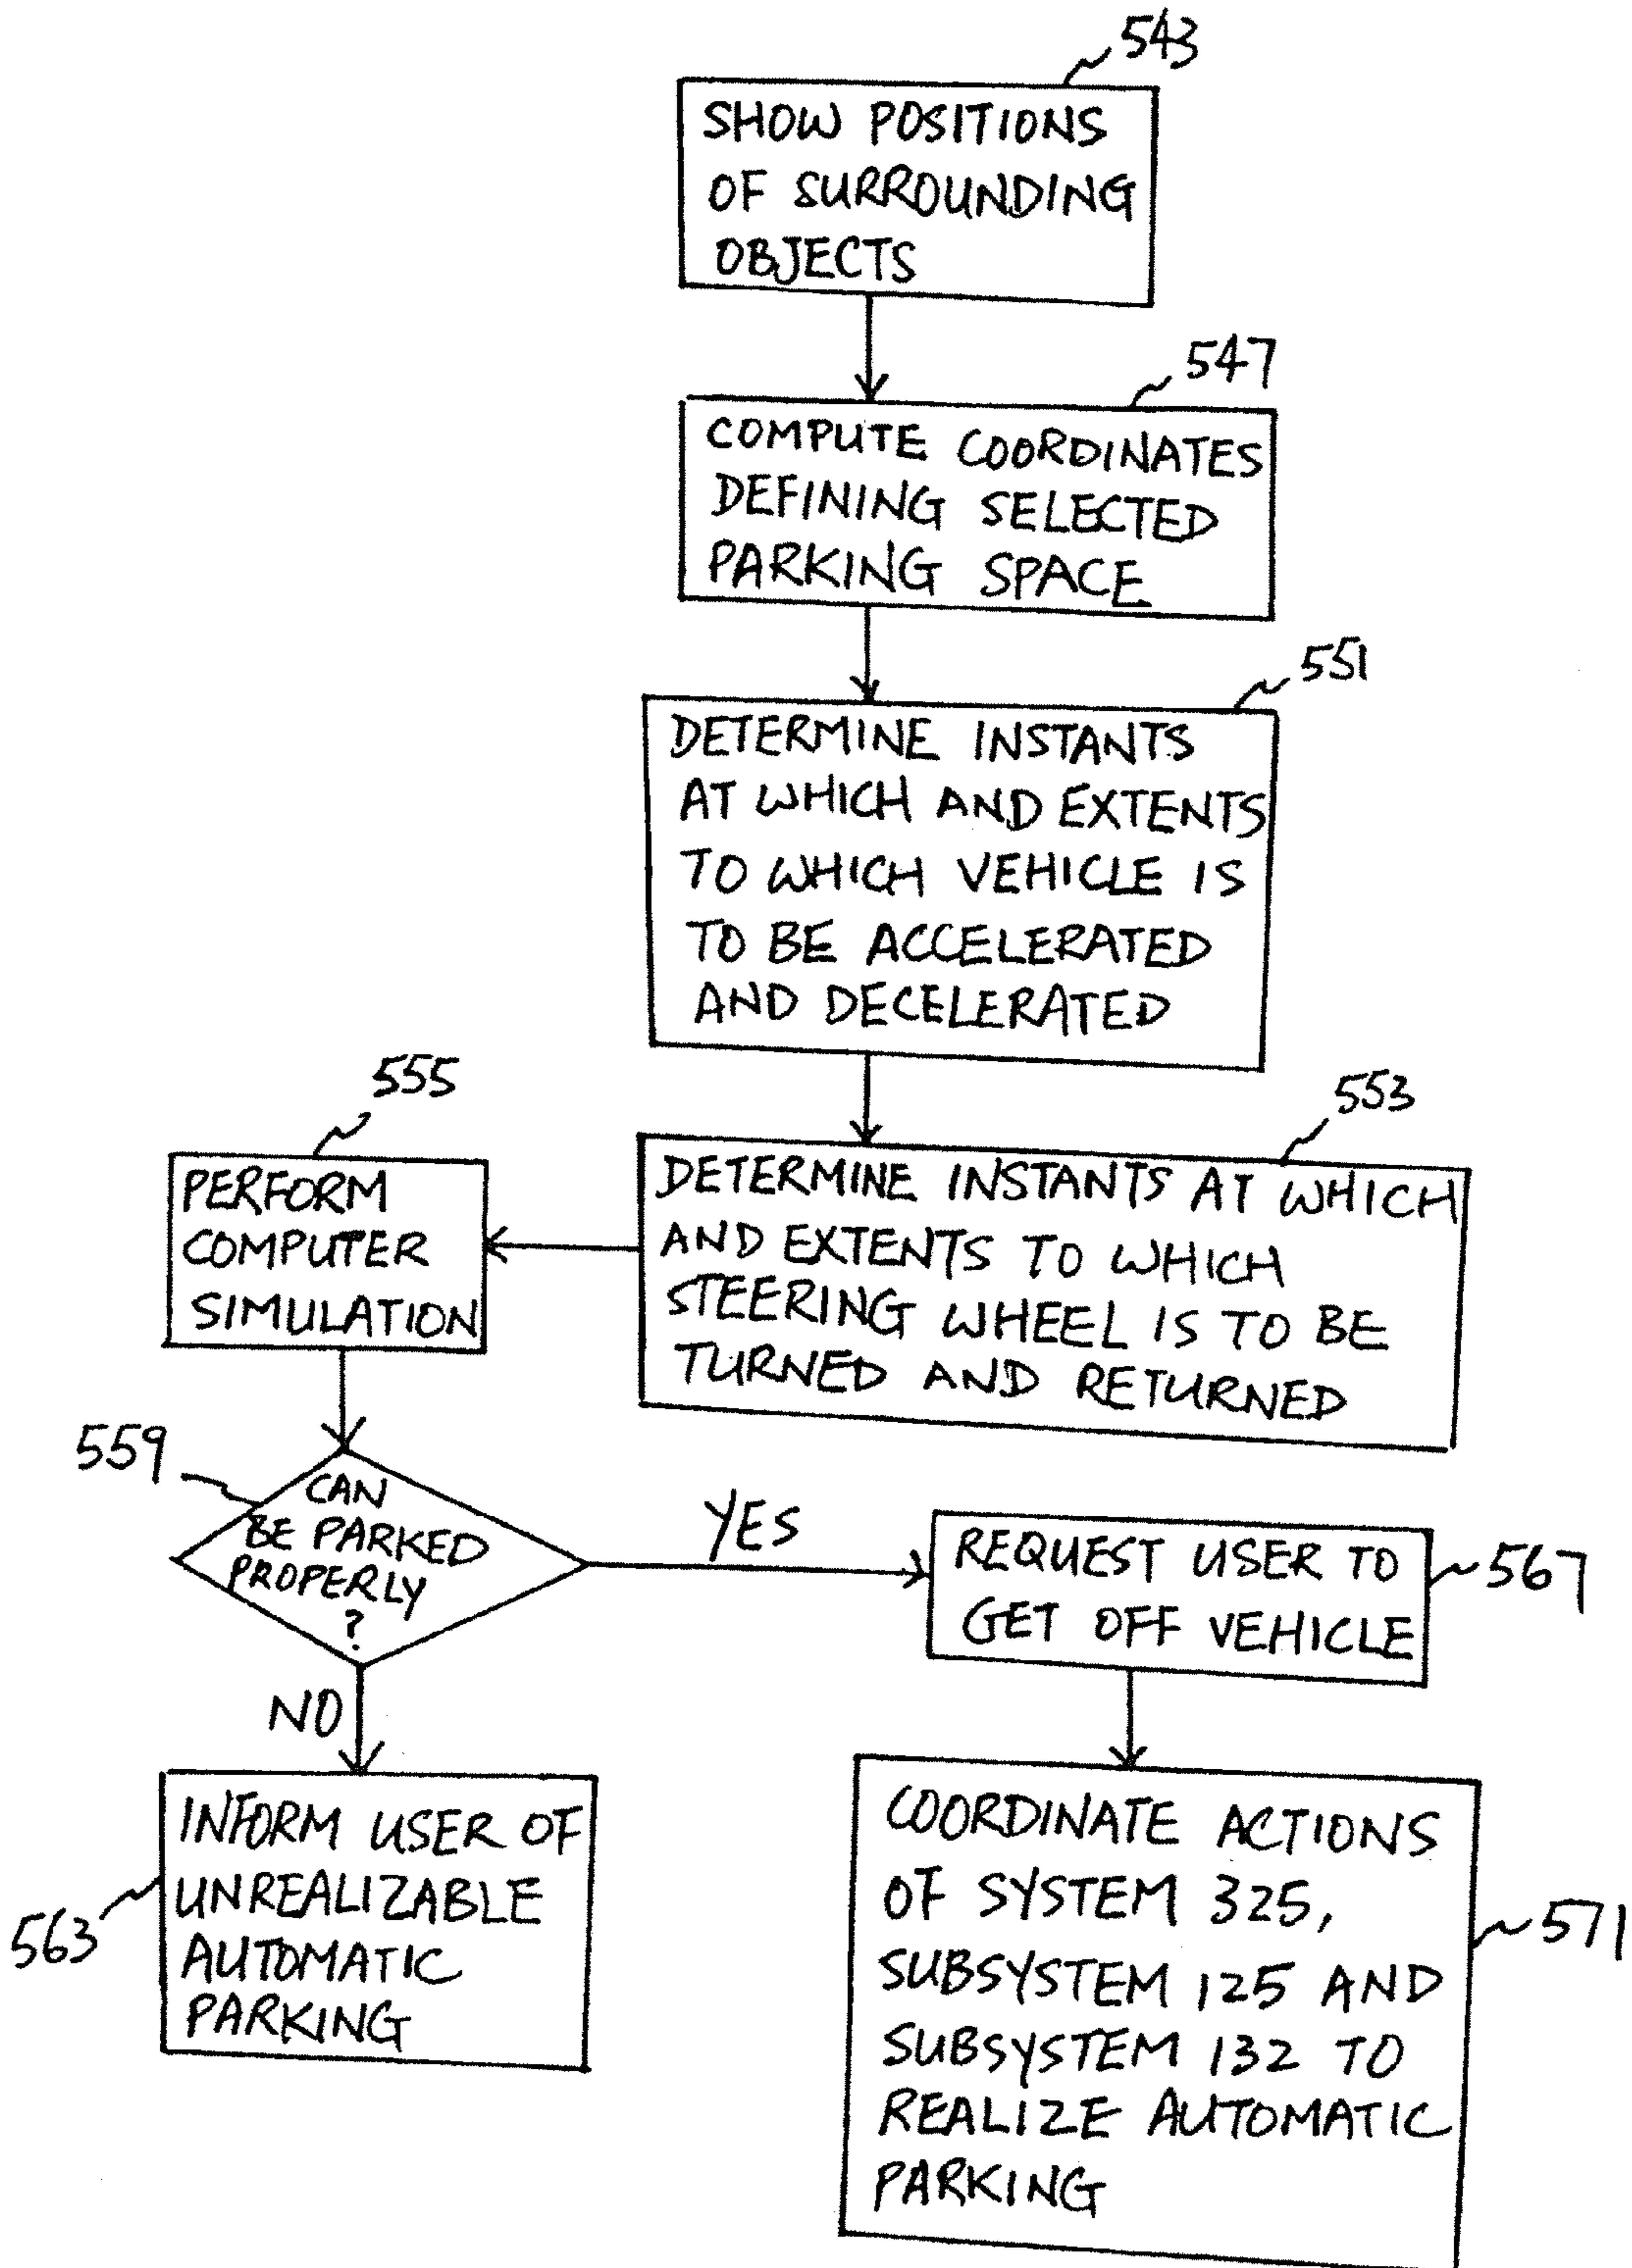 543
SHOW POSITIONS
OF SURROUNDING
OBJECTS
547
COMPUTE COORDINATES
DEFINING SELECTED
PARKING SPACE
551
DETERMINE INSTANTS
AT WHICH AND EXTENTS
TO WHICH VEHICLE IS
TO BE ACCELERATED
AND DECELERATED
553
DETERMINE INSTANTS AT WHICH
AND EXTENTS TO WHICH
STEERING WHEEL IS TO BE
TURNED AND RETURNED
555
PERFORM
COMPUTER
SIMULATION
559
CAN
BE PARKED
PROPERLY
?
YES
REQUEST USER TO
GET OFF VEHICLE
567
NO
INFORM USER OF
UNREALIZABLE
AUTOMATIC
PARKING
563
COORDINATE ACTIONS
OF SYSTEM 325,
SUBSYSTEM 125 AND
SUBSYSTEM 132 TO
REALIZE AUTOMATIC
PARKING
571